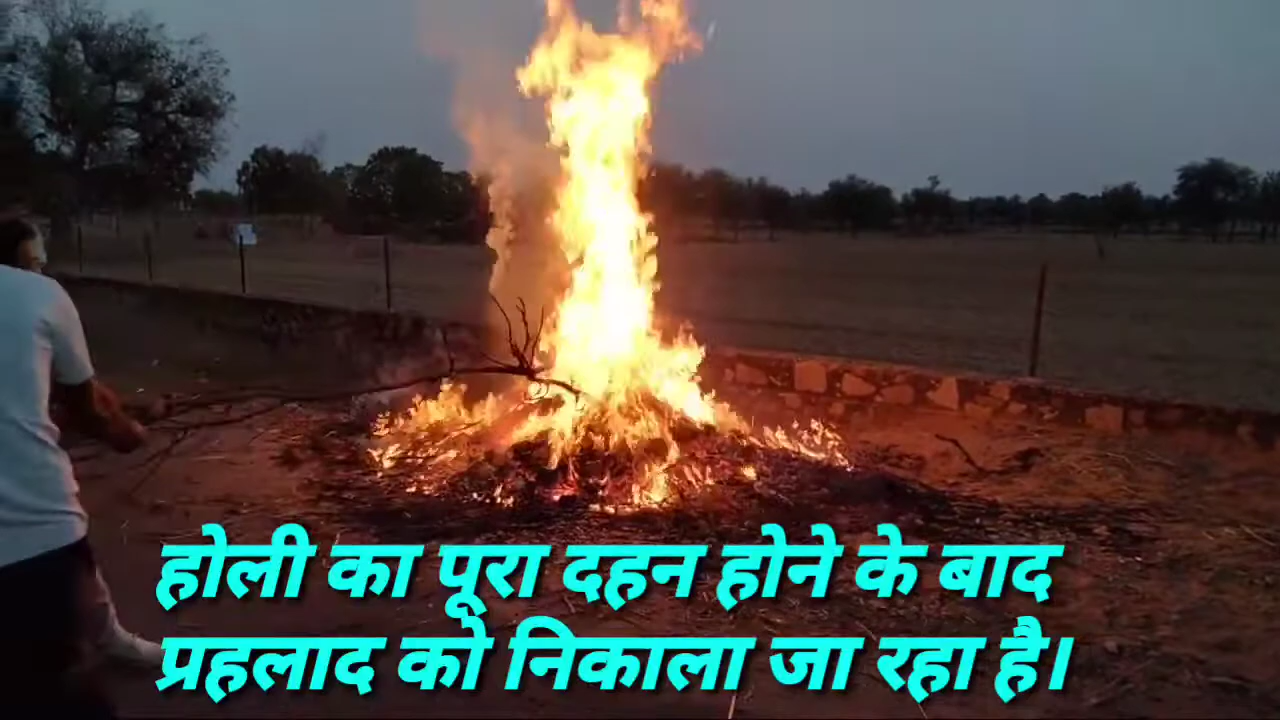 होली का पूरा दहन होने के बाद
प्रहलाद को निकाला जा रहा है।